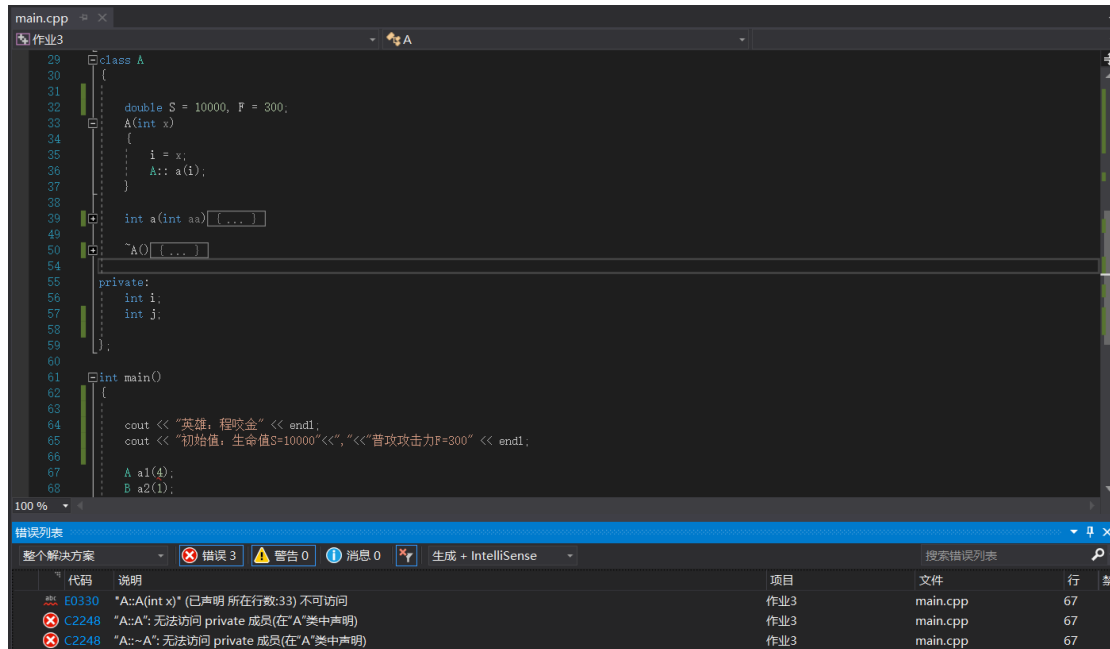 main.cpp
作业3 A
29 class A
30 {
31
32 double S = 10000, F = 300;
33 A(int x)
34 {
35 i = x;
36 A:: a(i);
37 }
38
39 int a(int aa) { ... }
49
50 ~A() { ... }
54
55 private:
56 int i;
57 int j;
58
59 };
60
61 int main()
62 {
63
64 cout << "英雄：程咬金" << endl;
65 cout << "初始值：生命值S=10000"<<","<<"普攻攻击力F=300" << endl;
66
67 A a1(4);
68 B a2(1);
100 %
错误列表
整个解决方案 错误 3 警告 0 消息 0 生成 + IntelliSense 搜索错误列表
代码 说明 项目 文件 行 禁
abc E0330 "A::A(int x)" (已声明 所在行数:33) 不可访问 作业3 main.cpp 67
C2248 “A::A”: 无法访问 private 成员(在“A”类中声明) 作业3 main.cpp 67
C2248 “A::~A”: 无法访问 private 成员(在“A”类中声明) 作业3 main.cpp 67